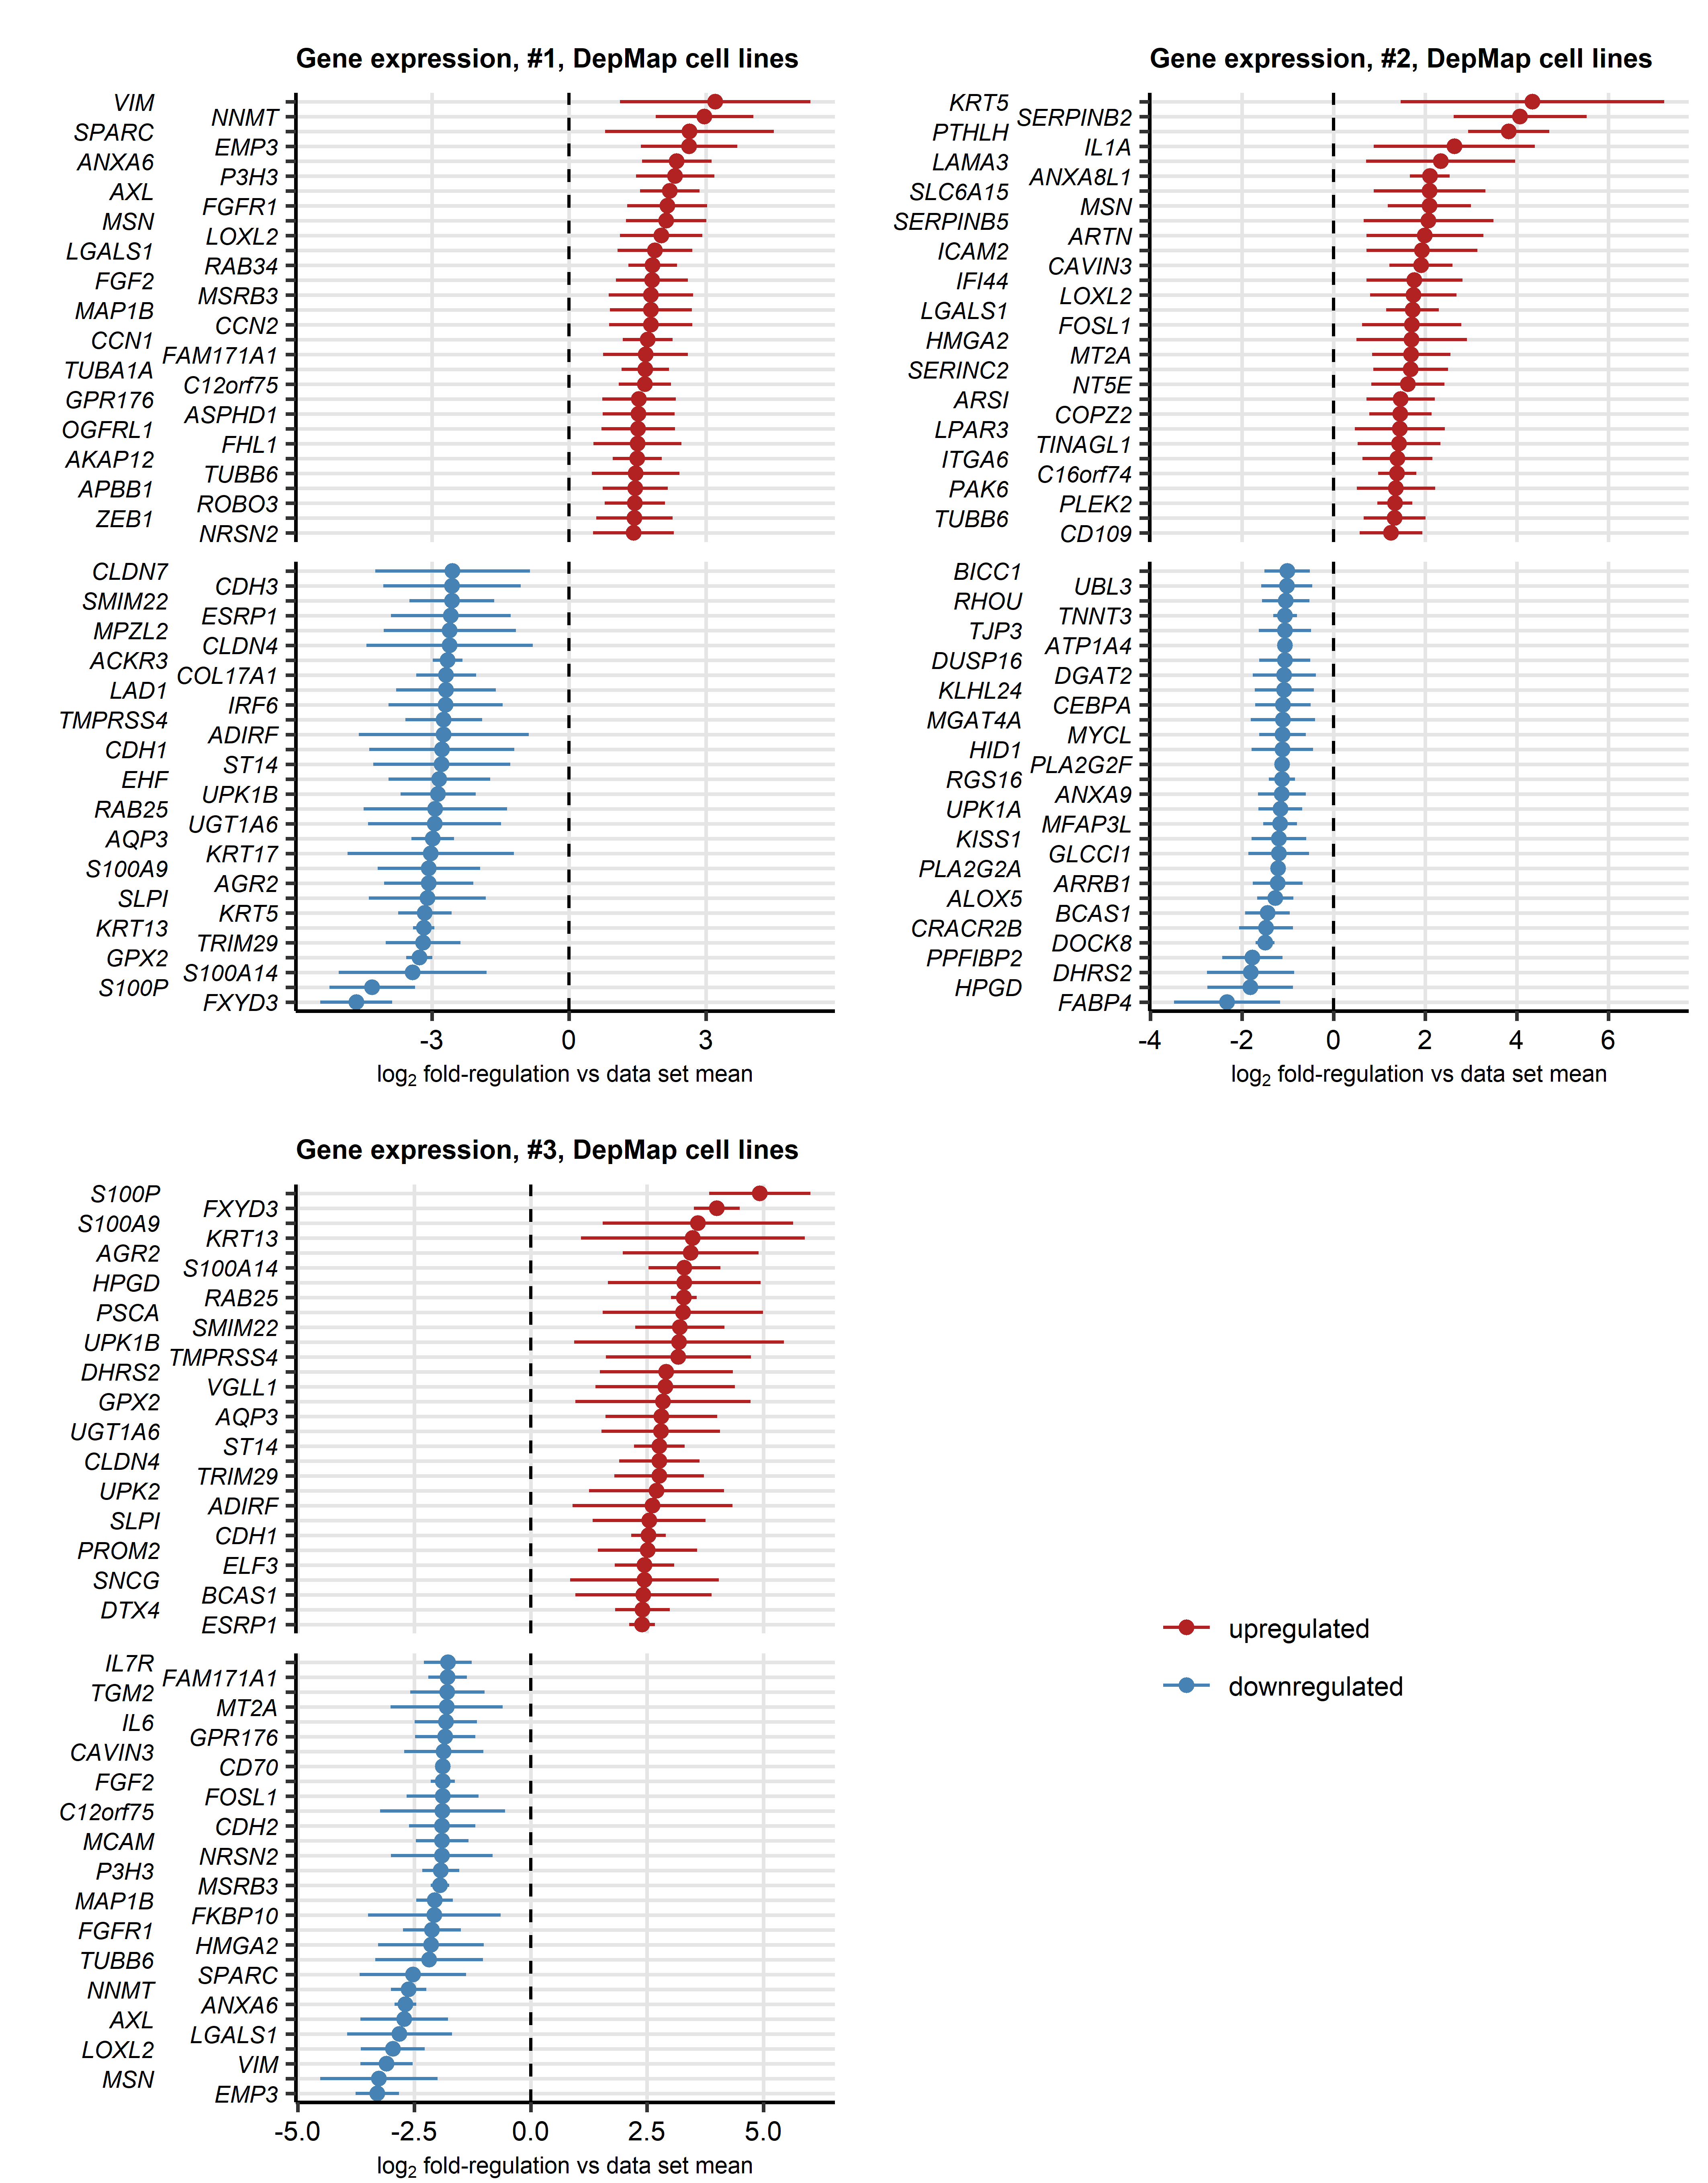 Gene expression, #1, DepMap cell lines
VIM
NNMT
SPARC
EMP3
ANXA6
P3H3
AXL
FGFR1
MSN
LOXL2
LGALS1
RAB34
FGF2
MSRB3
MAP1B
CCN2
CCN1
FAM171A1
TUBA1A
C12orf75
GPR176
ASPHD1
OGFRL1
FHL1
AKAP12
TUBB6
APBB1
ROBO3
ZEB1
NRSN2
CLDN7
CDH3
SMIM22
ESRP1
MPZL2
CLDN4
ACKR3
COL17A1
LAD1
IRF6
TMPRSS4
ADIRF
CDH1
ST14
EHF
UPK1B
RAB25
UGT1A6
AQP3
KRT17
S100A9
AGR2
SLPI
KRT5
KRT13
TRIM29
GPX2
S100A14
S100P
FXYD3
-3 0 3
log2 fold-regulation vs data set mean
Gene expression, #2, DepMap cell lines
KRT5
SERPINB2
PTHLH
IL1A
LAMA3
ANXA8L1
SLC6A15
MSN
SERPINB5
ARTN
ICAM2
CAVIN3
IFI44
LOXL2
LGALS1
FOSL1
HMGA2
MT2A
SERINC2
NT5E
ARSI
COPZ2
LPAR3
TINAGL1
ITGA6
C16orf74
PAK6
PLEK2
TUBB6
CD109
BICC1
UBL3
RHOU
TNNT3
TJP3
ATP1A4
DUSP16
DGAT2
KLHL24
CEBPA
MGAT4A
MYCL
HID1
PLA2G2F
RGS16
ANXA9
UPK1A
MFAP3L
KISS1
GLCCI1
PLA2G2A
ARRB1
ALOX5
BCAS1
CRACR2B
DOCK8
PPFIBP2
DHRS2
HPGD
FABP4
-4 -2 0 2 4 6
log2 fold-regulation vs data set mean
Gene expression, #3, DepMap cell lines
S100P
FXYD3
S100A9
KRT13
AGR2
S100A14
HPGD
RAB25
PSCA
SMIM22
UPK1B
TMPRSS4
DHRS2
VGLL1
GPX2
AQP3
UGT1A6
ST14
CLDN4
TRIM29
UPK2
ADIRF
SLPI
CDH1
PROM2
ELF3
SNCG
BCAS1
DTX4
ESRP1
IL7R
FAM171A1
TGM2
MT2A
IL6
GPR176
CAVIN3
CD70
FGF2
FOSL1
C12orf75
CDH2
MCAM
NRSN2
P3H3
MSRB3
MAP1B
FKBP10
FGFR1
HMGA2
TUBB6
SPARC
NNMT
ANXA6
AXL
LGALS1
LOXL2
VIM
MSN
EMP3
-5.0 -2.5 0.0 2.5 5.0
log2 fold-regulation vs data set mean
upregulated
downregulated